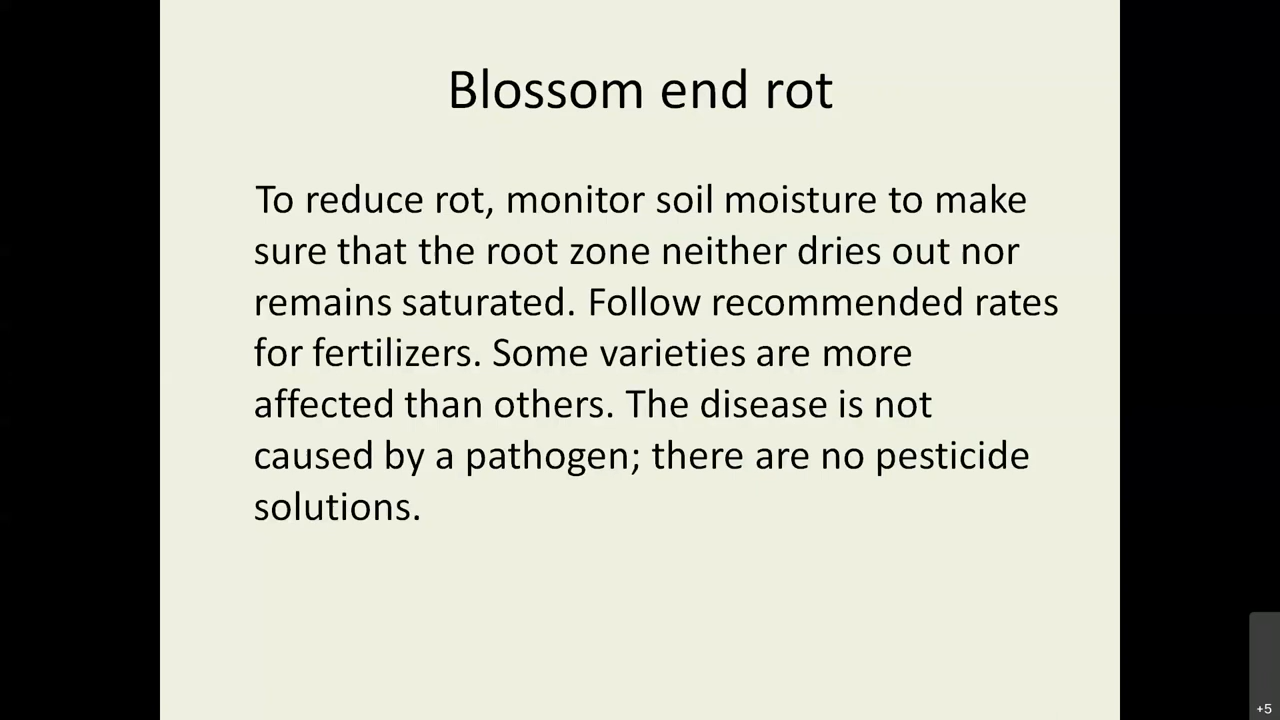 Blossom end rot
To reduce rot, monitor soil moisture to make
sure that the root zone neither dries out nor
remains saturated. Follow recommended rates
for fertilizers. Some varieties are more
affected than others. The disease is not
caused by a pathogen; there are no pesticide
solutions.
+5